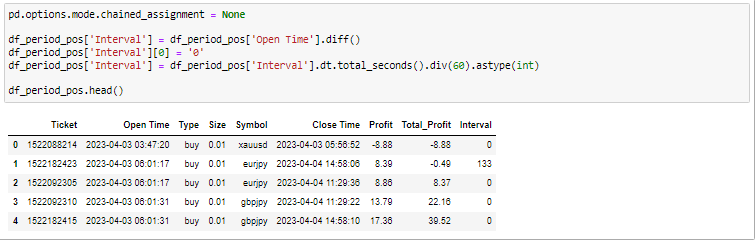 pd.options.mode.chained_assignment = None
df_period_pos['Interval'] = df_period_pos['Open Time'].diff()
df_period_pos['Interval'][0] = '0'
df_period_pos['Interval'] = df_period_pos['Interval'].dt.total_seconds().div(60).astype(int)
df_period_pos.head()
Ticket Open Time Type Size Symbol Close Time Profit Total_Profit Interval
0 1522088214 2023-04-03 03:47:20 buy 0.01 xauusd 2023-04-03 05:56:52 -8.88 -8.88 0
1 1522182423 2023-04-03 06:01:17 buy 0.01 eurjpy 2023-04-04 14:58:06 8.39 -0.49 133
2 1522092305 2023-04-03 06:01:17 buy 0.01 eurjpy 2023-04-04 11:29:36 8.86 8.37 0
3 1522092310 2023-04-03 06:01:31 buy 0.01 gbpjpy 2023-04-04 11:29:22 13.79 22.16 0
4 1522182415 2023-04-03 06:01:31 buy 0.01 gbpjpy 2023-04-04 14:58:10 17.36 39.52 0